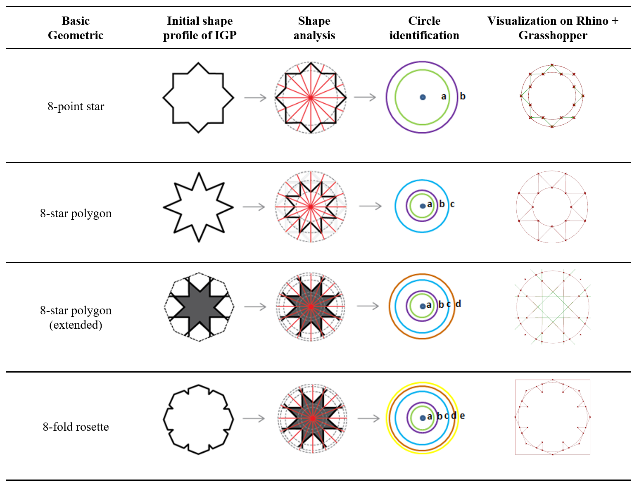 Basic Geometric
Initial shape profile of IGP
Shape analysis
Circle identification
Visualization on Rhino + Grasshopper
8-point star
a b
8-star polygon
a b c
8-star polygon (extended)
a b c d
8-fold rosette
a b c d e